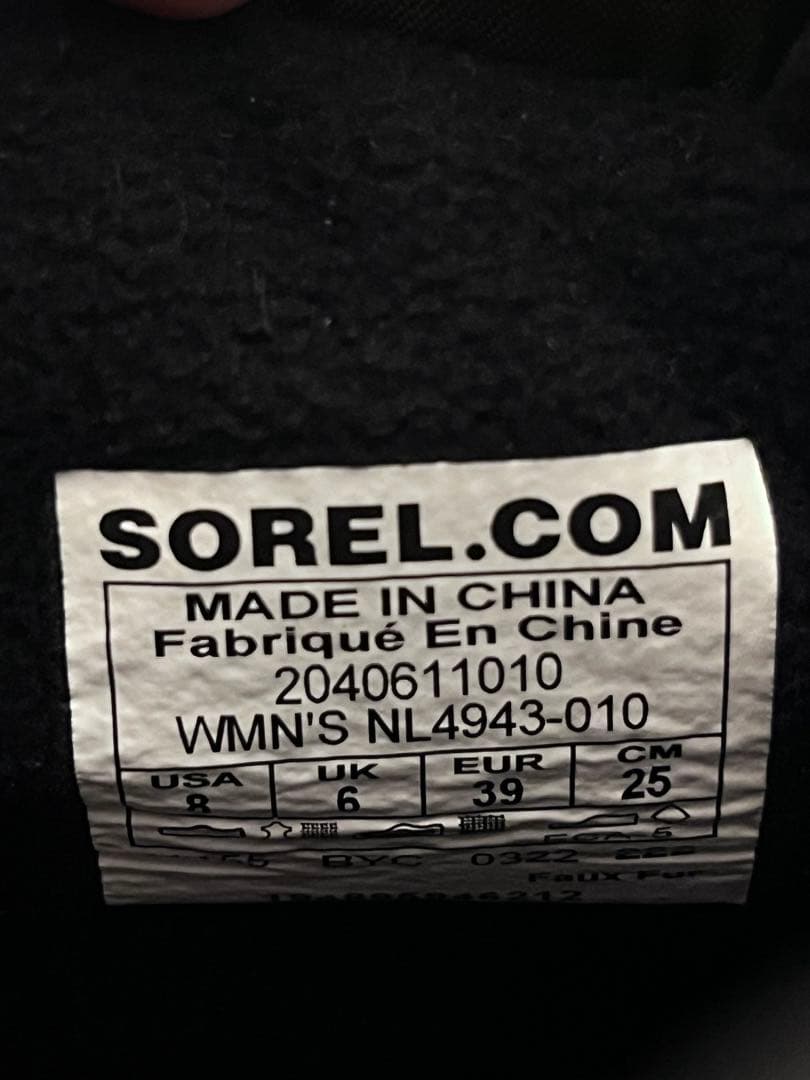 SOREL.COM
MADE IN CHINA
Fabriqué En Chine
2040611010
WMN'S NL4943-010
USA UK EUR CM
8 6 39 25
BYC 0322
Faux Fur